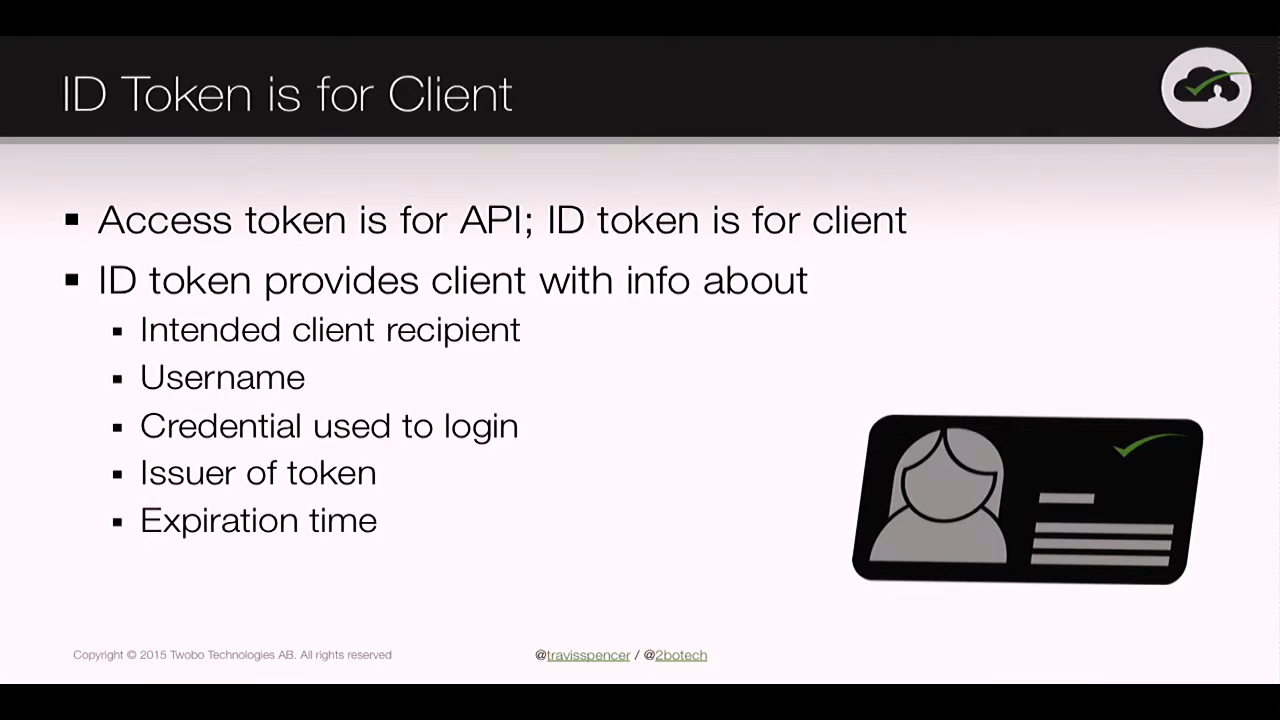 ID Token is for Client
▪ Access token is for API; ID token is for client
▪ ID token provides client with info about
▪ Intended client recipient
▪ Username
▪ Credential used to login
▪ Issuer of token
▪ Expiration time
Copyright © 2015 Twobo Technologies AB. All rights reserved
@travisspencer / @2botech